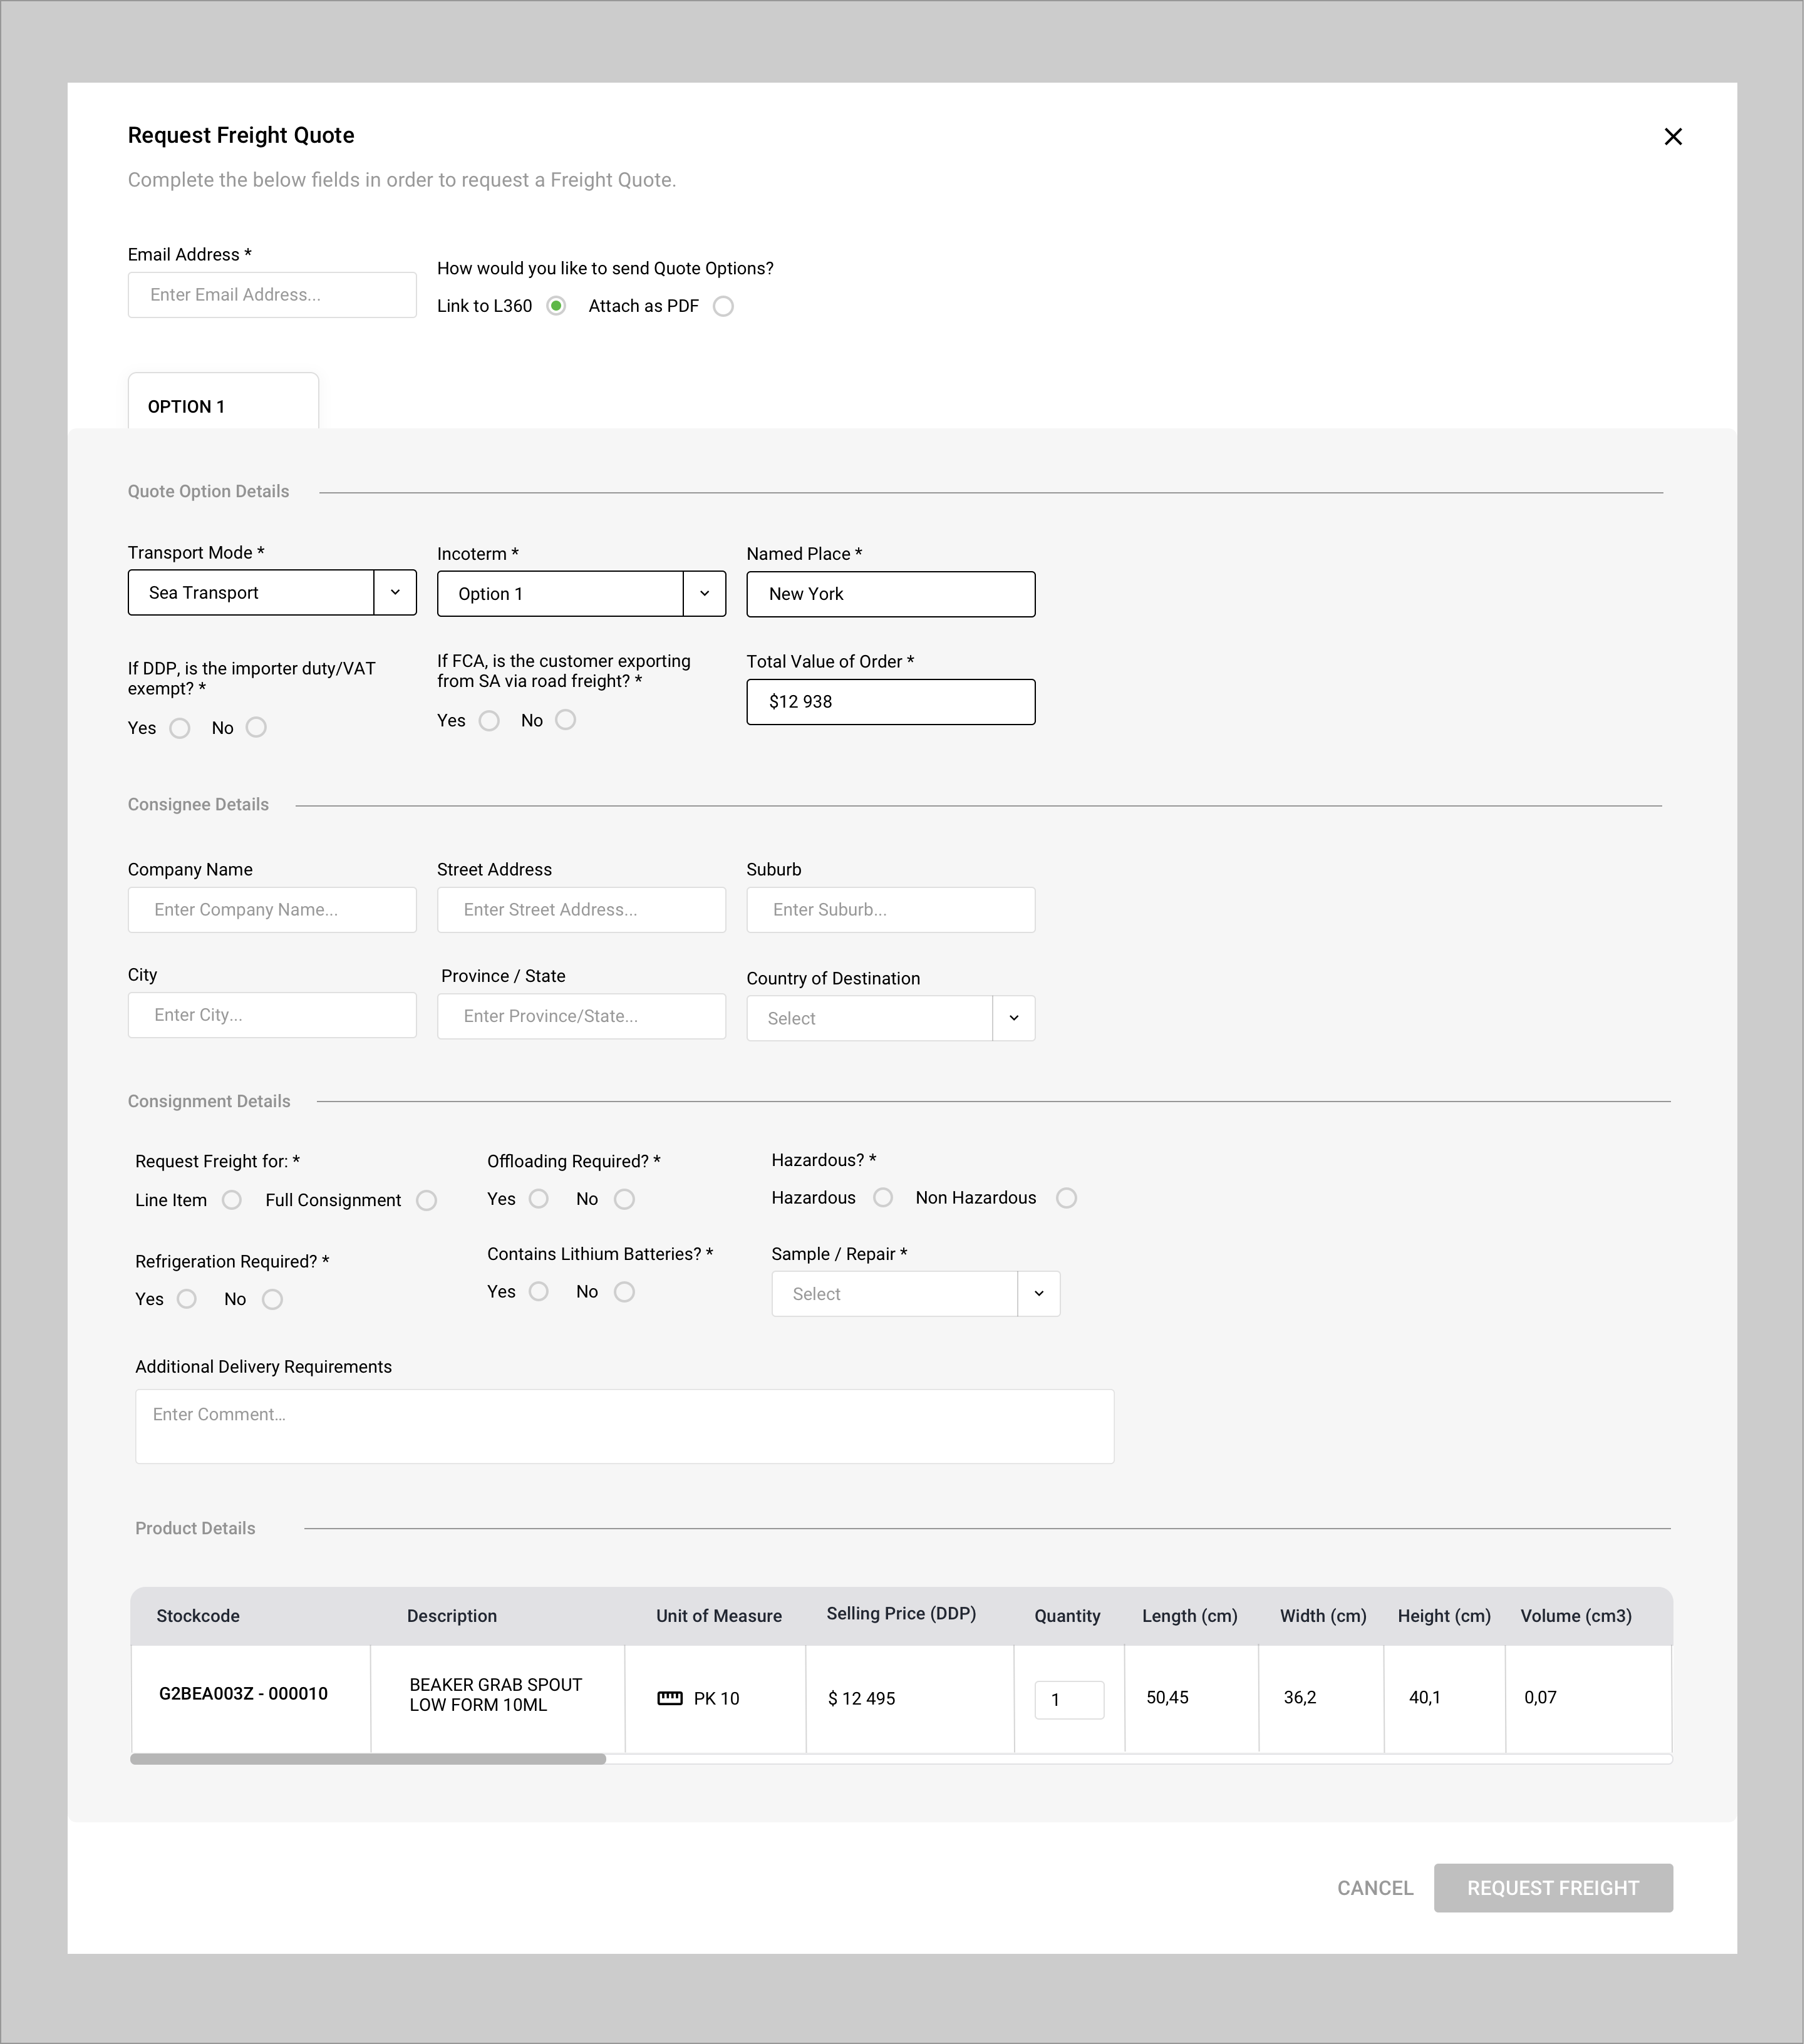 Request Freight Quote
Complete the below fields in order to request a Freight Quote.
Email Address *
Enter Email Address...
How would you like to send Quote Options?
Link to L360
Attach as PDF
OPTION 1
Quote Option Details
Transport Mode *
Incoterm *
Named Place *
Sea Transport
Option 1
New York
If DDP, is the importer duty/VAT
exempt? *
Yes
No
If FCA, is the customer exporting
from SA via road freight? *
Yes
No
Total Value of Order *
$12 938
Consignee Details
Company Name
Street Address
Suburb
Enter Company Name...
Enter Street Address...
Enter Suburb...
City
Province / State
Country of Destination
Enter City...
Enter Province/State...
Select
Consignment Details
Request Freight for: *
Line Item
Full Consignment
Offloading Required? *
Yes
No
Hazardous? *
Hazardous
Non Hazardous
Refrigeration Required? *
Yes
No
Contains Lithium Batteries? *
Yes
No
Sample / Repair *
Select
Additional Delivery Requirements
Enter Comment...
Product Details
Stockcode
Description
Unit of Measure
Selling Price (DDP)
Quantity
Length (cm)
Width (cm)
Height (cm)
Volume (cm3)
G2BEA003Z - 000010
BEAKER GRAB SPOUT
LOW FORM 10ML
PK 10
$ 12 495
1
50,45
36,2
40,1
0,07
CANCEL
REQUEST FREIGHT